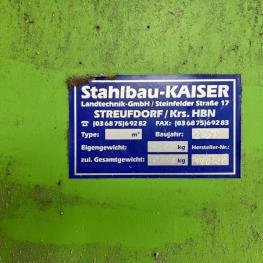 Stahlbau-KAISER
Landtechnik-GmbH / Steinfelder Straße 17
STREUFDORF / Krs. HBN
☎ (03 68 75) 6 92 82 FAX: (03 68 75) 6 92 83
Type: m³ Baujahr:
Eigengewicht: kg Hersteller-Nr.:
zul. Gesamtgewicht: kg